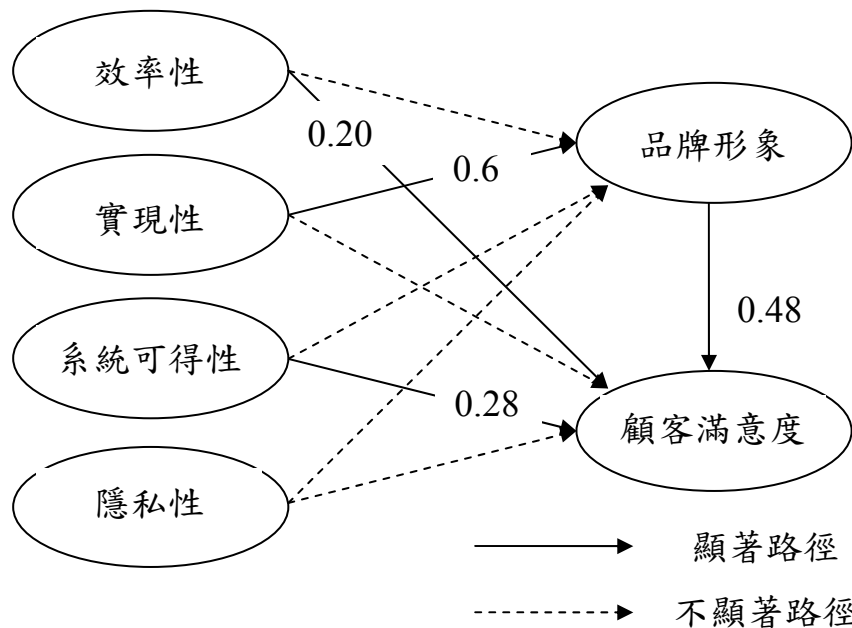 效率性
品牌形象
0.20
0.6
實現性
系統可得性
0.48
0.28
顧客滿意度
隱私性
顯著路徑
不顯著路徑